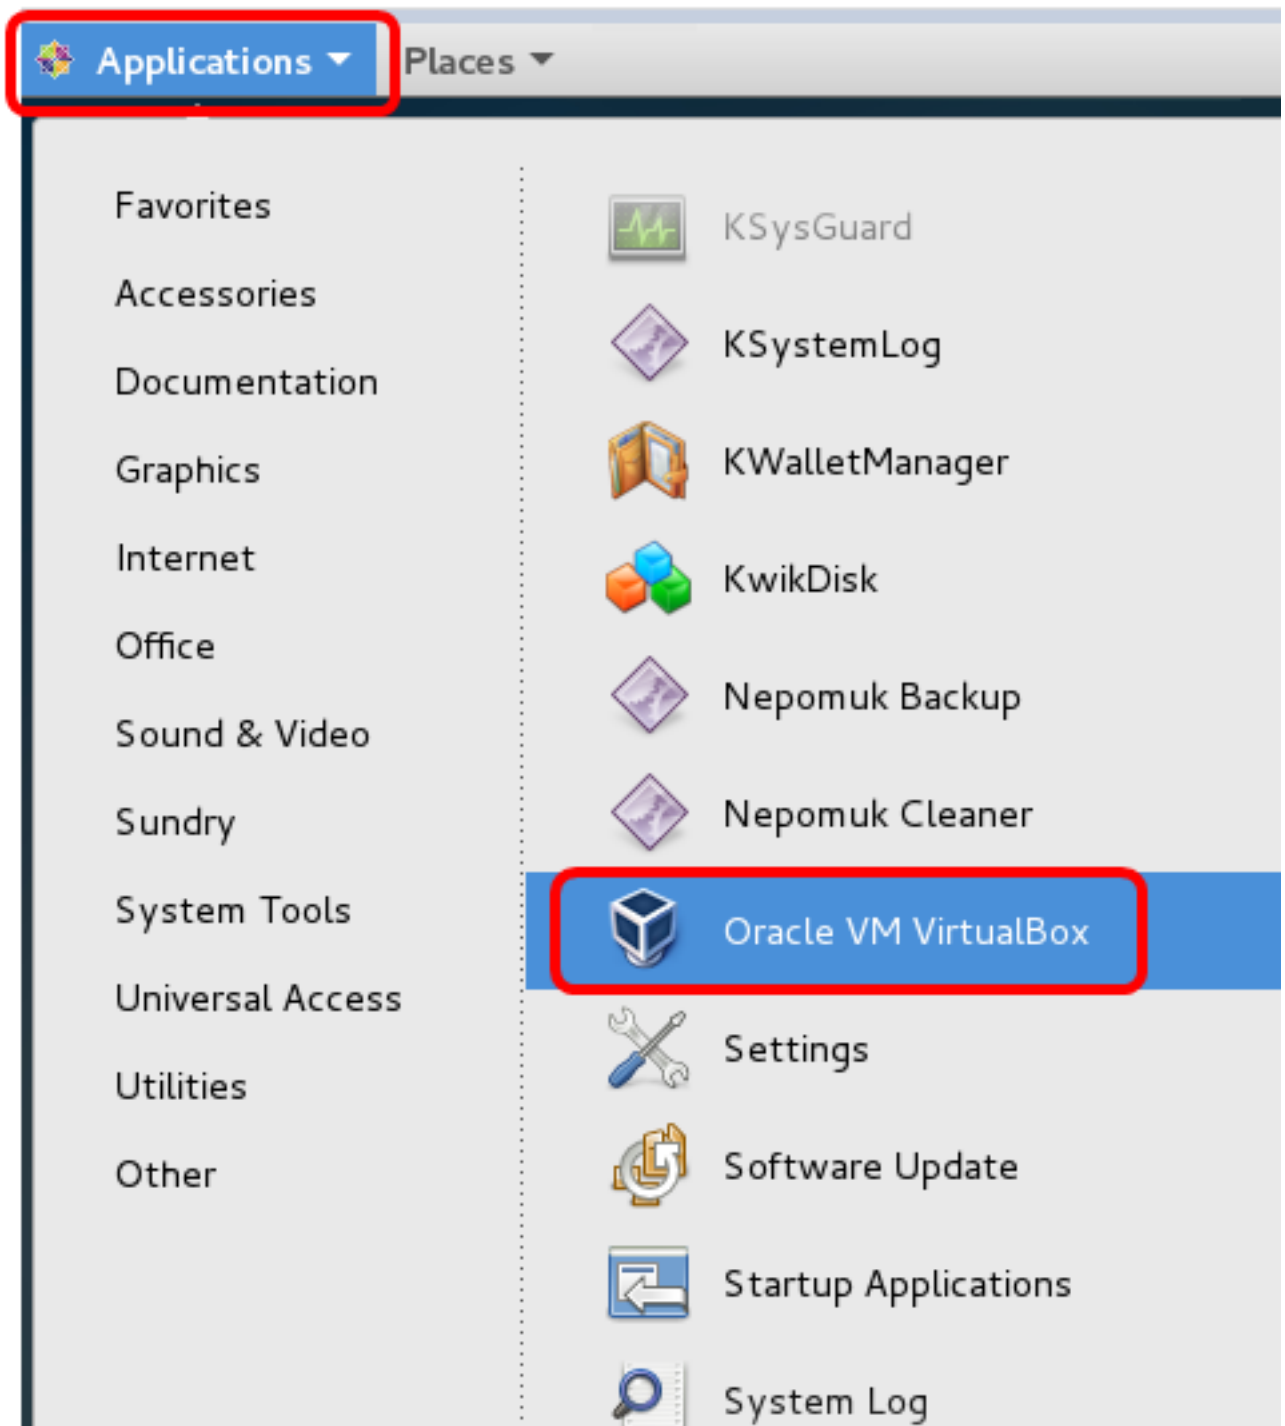 Applications
Places
Favorites
Accessories
Documentation
Graphics
Internet
Office
Sound & Video
Sundry
System Tools
Universal Access
Utilities
Other
KSysGuard
KSystemLog
KWalletManager
KwikDisk
Nepomuk Backup
Nepomuk Cleaner
Oracle VM VirtualBox
Settings
Software Update
Startup Applications
System Log